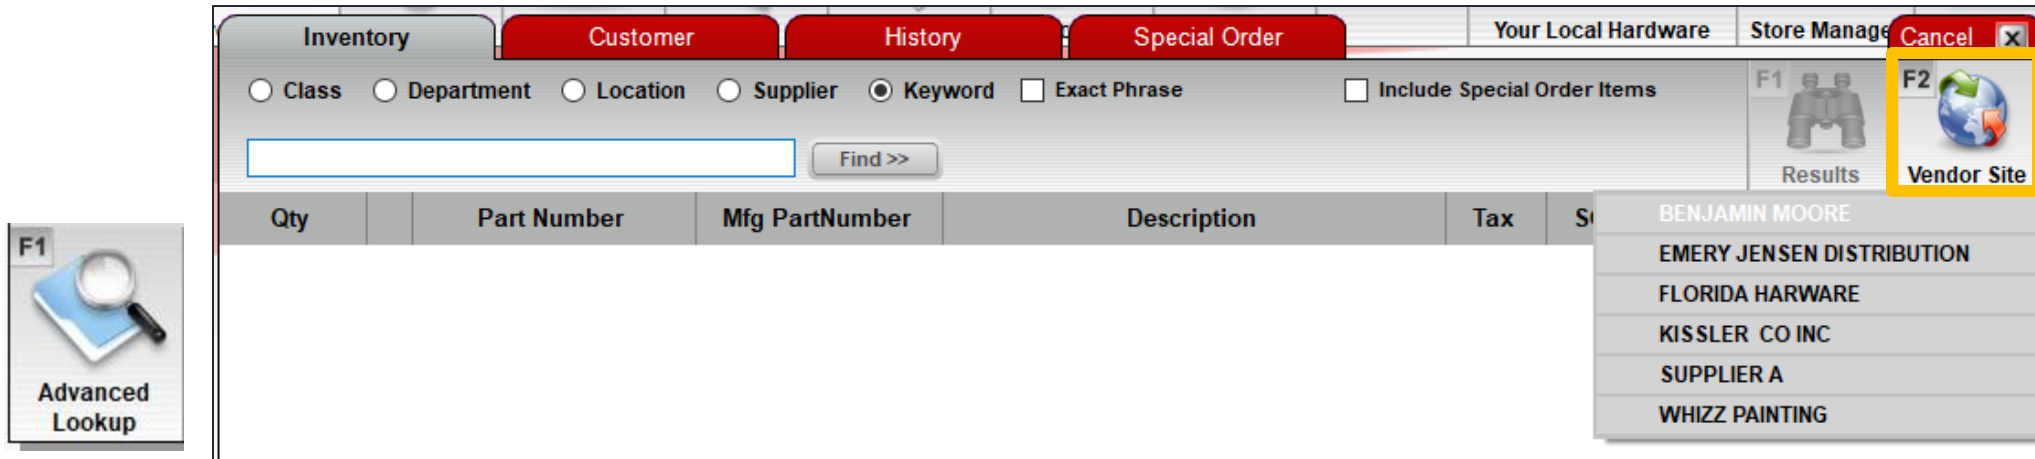 F1
Advanced
Lookup
Inventory Customer History Special Order Your Local Hardware Store Manage Cancel
Class Department Location Supplier Keyword Exact Phrase Include Special Order Items
F1 F2
Find >>
Results Vendor Site
Qty Part Number Mfg PartNumber Description Tax
BENJAMIN MOORE
EMERY JENSEN DISTRIBUTION
FLORIDA HARWARE
KISSLER CO INC
SUPPLIER A
WHIZZ PAINTING